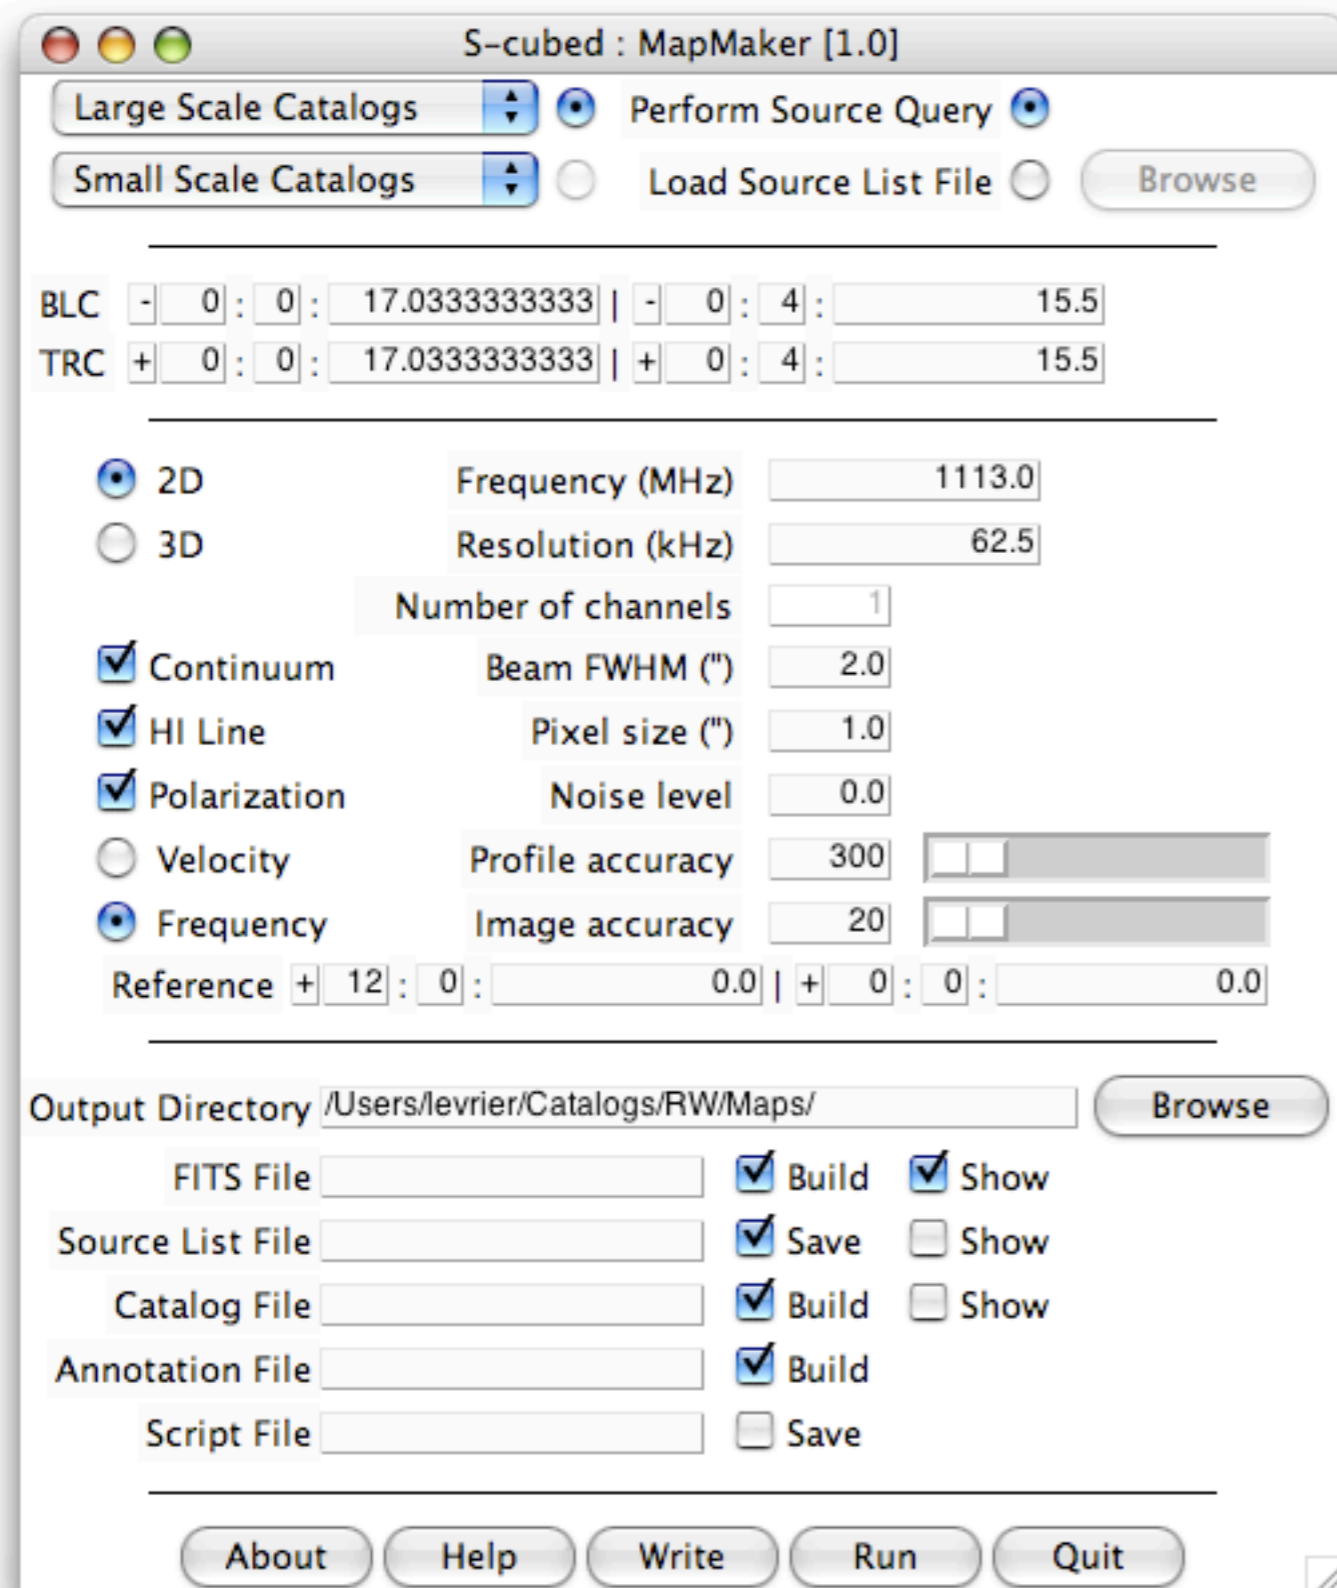 S-cubed : MapMaker [1.0]
Large Scale Catalogs Perform Source Query
Small Scale Catalogs Load Source List File Browse
BLC - 0 : 0 : 17.0333333333 | - 0 : 4 : 15.5
TRC + 0 : 0 : 17.0333333333 | + 0 : 4 : 15.5
2D Frequency (MHz) 1113.0
3D Resolution (kHz) 62.5
Number of channels 1
Continuum Beam FWHM (") 2.0
HI Line Pixel size (") 1.0
Polarization Noise level 0.0
Velocity Profile accuracy 300
Frequency Image accuracy 20
Reference + 12 : 0 : 0.0 | + 0 : 0 : 0.0
Output Directory /Users/levrier/Catalogs/RW/Maps/ Browse
FITS File Build Show
Source List File Save Show
Catalog File Build Show
Annotation File Build
Script File Save
About Help Write Run Quit